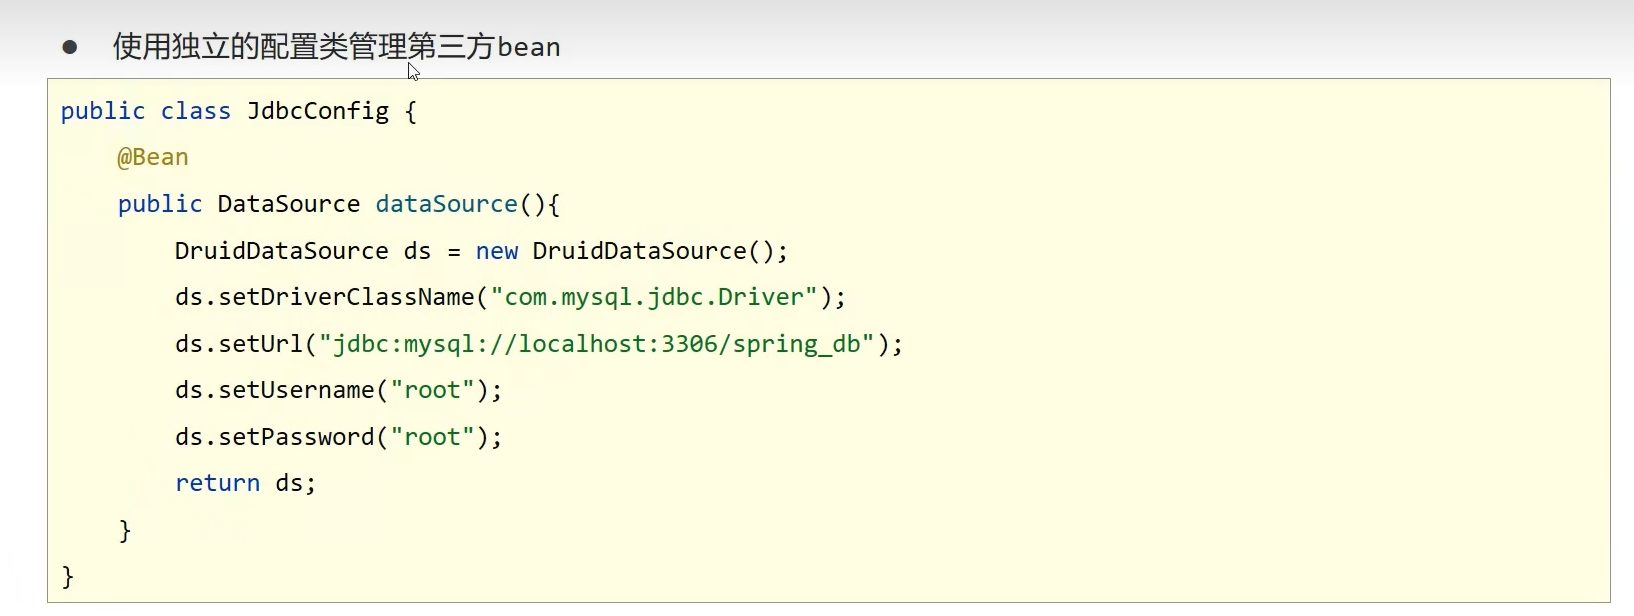 ● 使用独立的配置类管理第三方bean
public class JdbcConfig {
    @Bean
    public DataSource dataSource(){
        DruidDataSource ds = new DruidDataSource();
        ds.setDriverClassName("com.mysql.jdbc.Driver");
        ds.setUrl("jdbc:mysql://localhost:3306/spring_db");
        ds.setUsername("root");
        ds.setPassword("root");
        return ds;
    }
}